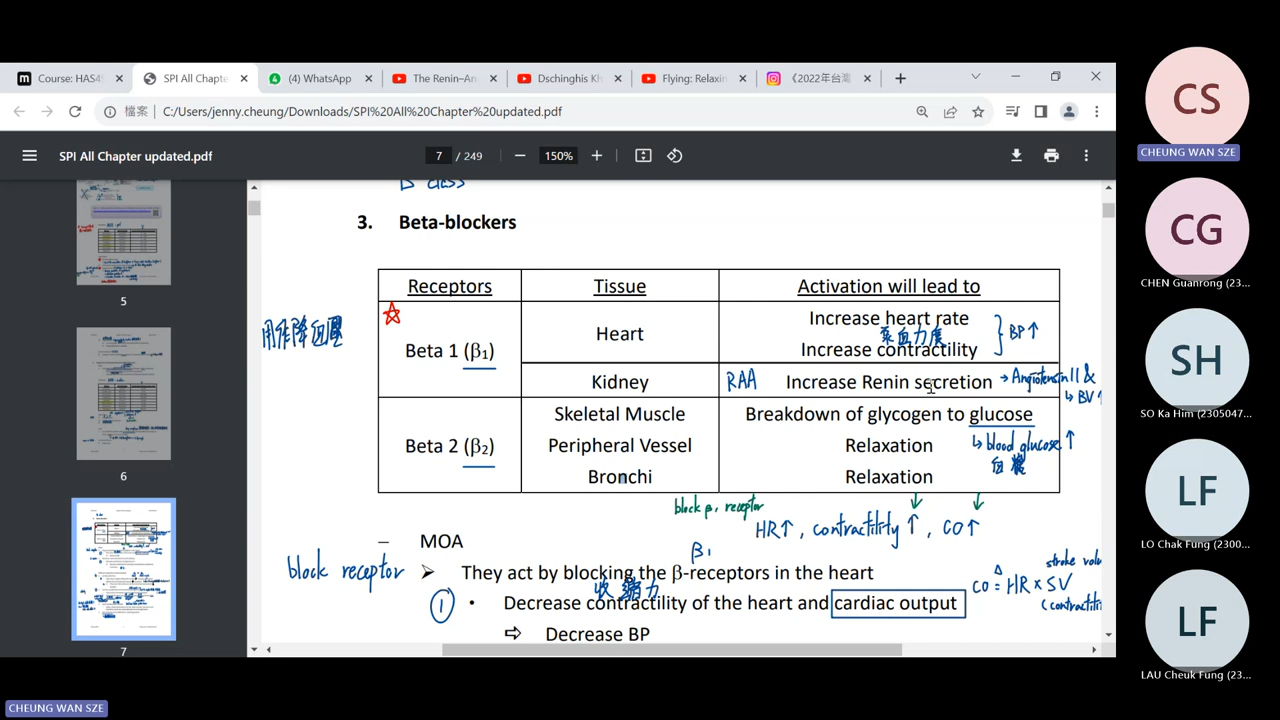 Course: HAS4S
SPI All Chapte
(4) WhatsApp
The Renin–An
Dschinghis Kh
Flying: Relaxin
《2022年台灣
檔案
C:/Users/jenny.cheung/Downloads/SPI%20All%20Chapter%20updated.pdf
SPI All Chapter updated.pdf
7 / 249
150%
5
6
7
B class
3. Beta-blockers
Receptors Tissue Activation will lead to
用作降血壓
Beta 1 (β1)
Heart
Increase heart rate
泵血力度
Increase contractility
BP↑
Kidney
RAA
Increase Renin secretion
→ Angiotensin II &
↳ BV↑
Beta 2 (β2)
Skeletal Muscle Breakdown of glycogen to glucose
Peripheral Vessel Relaxation
↳ blood glucose ↑
血糖
Bronchi Relaxation
block β1 receptor
HR↑, contractility ↑, CO↑
– MOA
β1
block receptor
They act by blocking the β-receptors in the heart
收縮力
CO = HR × SV
stroke volu
(contractilit
① • Decrease contractility of the heart and cardiac output
⇨ Decrease BP
CS
CHEUNG WAN SZE
CG
CHEN Guanrong (23...
SH
SO Ka Him (2305047...
LF
LO Chak Fung (2300...
LF
LAU Cheuk Fung (23...
CHEUNG WAN SZE